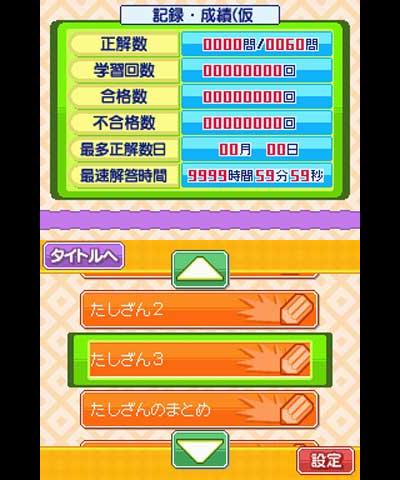 記録・成績(仮
正解数 0000問/0060問
学習回数 00000000回
合格数 00000000回
不合格数 00000000回
最多正解数日 00月 00日
最速解答時間 9999時間59分59秒
タイトルへ
たしざん2
たしざん3
たしざんのまとめ
設定